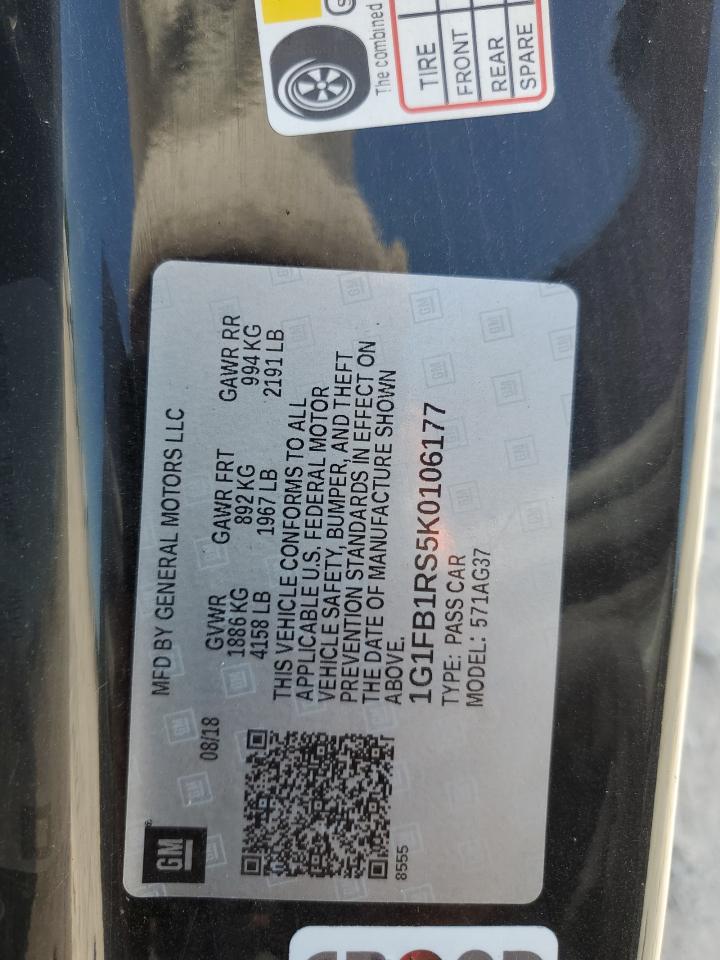 GM
08/18
MFD BY GENERAL MOTORS LLC
GVWR GAWR FRT GAWR RR
1886 KG 892 KG 994 KG
4158 LB 1967 LB 2191 LB
THIS VEHICLE CONFORMS TO ALL
APPLICABLE U.S. FEDERAL MOTOR
VEHICLE SAFETY, BUMPER, AND THEFT
PREVENTION STANDARDS IN EFFECT ON
THE DATE OF MANUFACTURE SHOWN
ABOVE.
1G1FB1RS5K0106177
TYPE: PASS CAR
MODEL: 571AG37
8555
The combined
TIRE
FRONT
REAR
SPARE